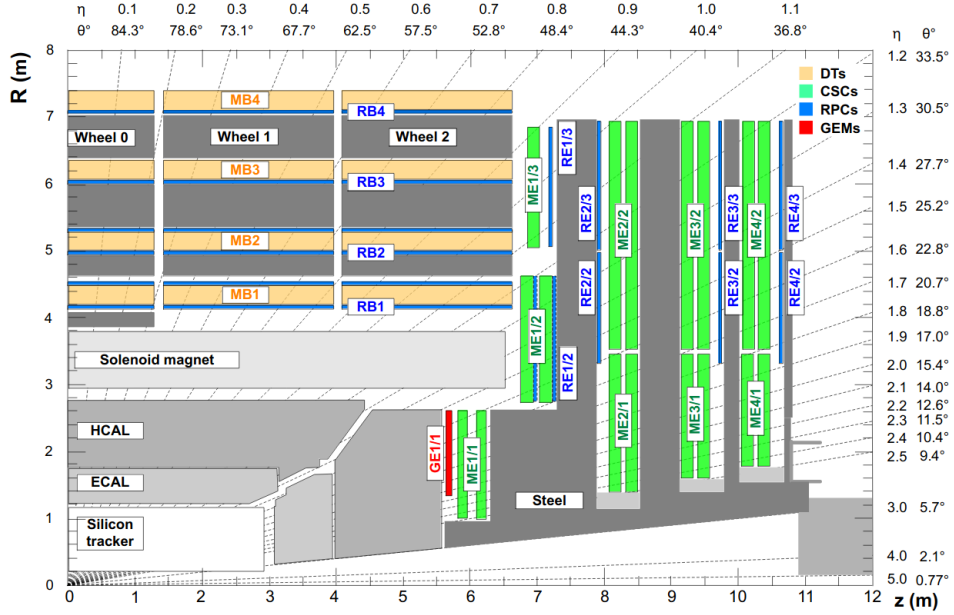 η 0.1 0.2 0.3 0.4 0.5 0.6 0.7 0.8 0.9 1.0 1.1 η θ°
θ° 84.3° 78.6° 73.1° 67.7° 62.5° 57.5° 52.8° 48.4° 44.3° 40.4° 36.8°
R (m)
8
7
6
5
4
3
2
1
0
1.2 33.5°
1.3 30.5°
1.4 27.7°
1.5 25.2°
1.6 22.8°
1.7 20.7°
1.8 18.8°
1.9 17.0°
2.0 15.4°
2.1 14.0°
2.2 12.6°
2.3 11.5°
2.4 10.4°
2.5 9.4°
3.0 5.7°
4.0 2.1°
5.0 0.77°
DTs
CSCs
RPCs
GEMs
MB4
RB4
Wheel 0 Wheel 1 Wheel 2
MB3
RB3
MB2
RB2
MB1
RB1
Solenoid magnet
HCAL
ECAL
Silicon
tracker
Steel
GE1/1
ME1/1
ME1/2
ME1/3
RE1/3
RE1/2
RE2/3
RE2/2
ME2/2
ME2/1
ME3/2
ME3/1
RE3/3
RE3/2
ME4/2
ME4/1
RE4/3
RE4/2
0 1 2 3 4 5 6 7 8 9 10 11 12
z (m)